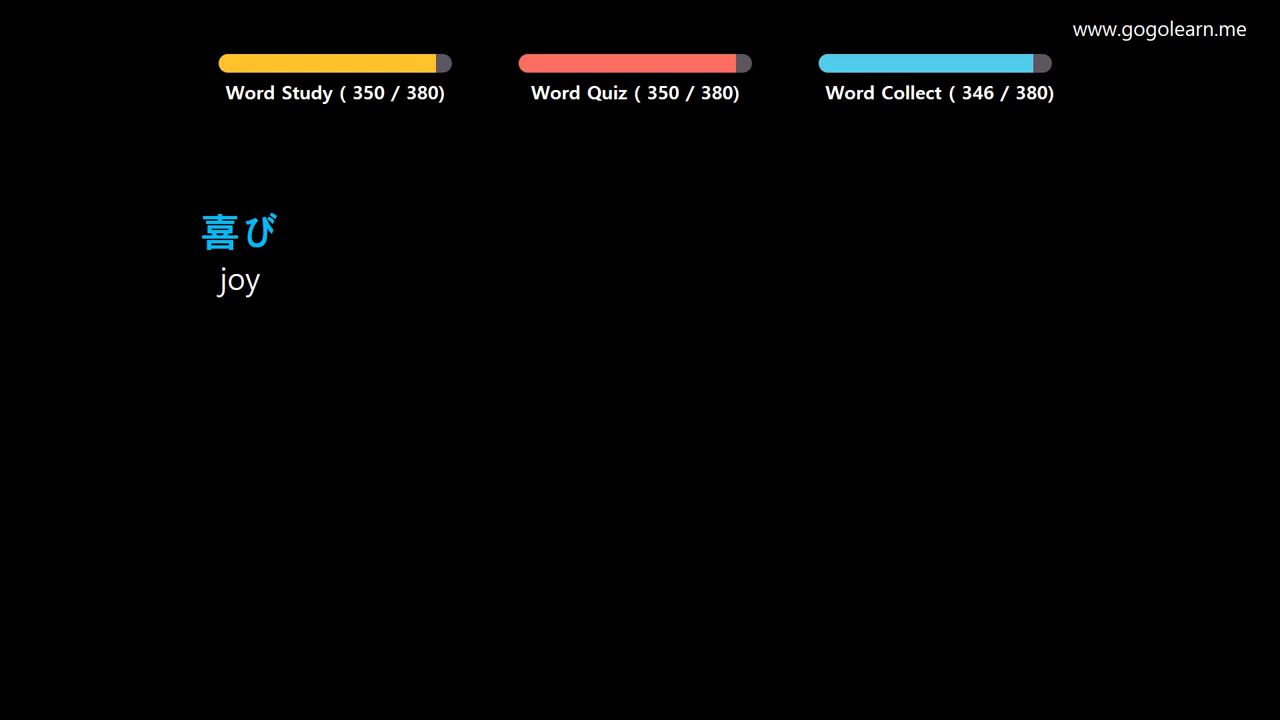 www.gogolearn.me
Word Study ( 350 / 380)
Word Quiz ( 350 / 380)
Word Collect ( 346 / 380)
喜び
joy